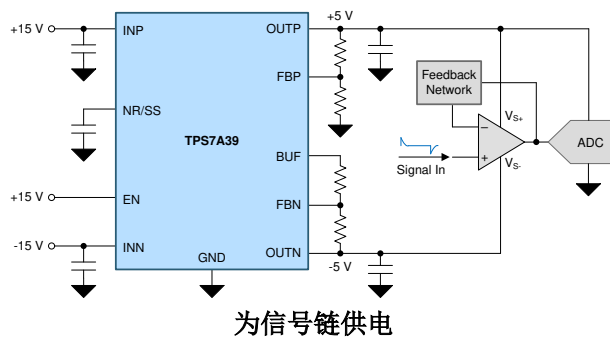 +15 V
INP
OUTP
+5 V
FBP
Feedback
Network
NR/SS
TPS7A39
VS+
BUF
−
+
Signal In
VS-
ADC
+15 V
EN
FBN
-15 V
INN
GND
OUTN
-5 V
为信号链供电